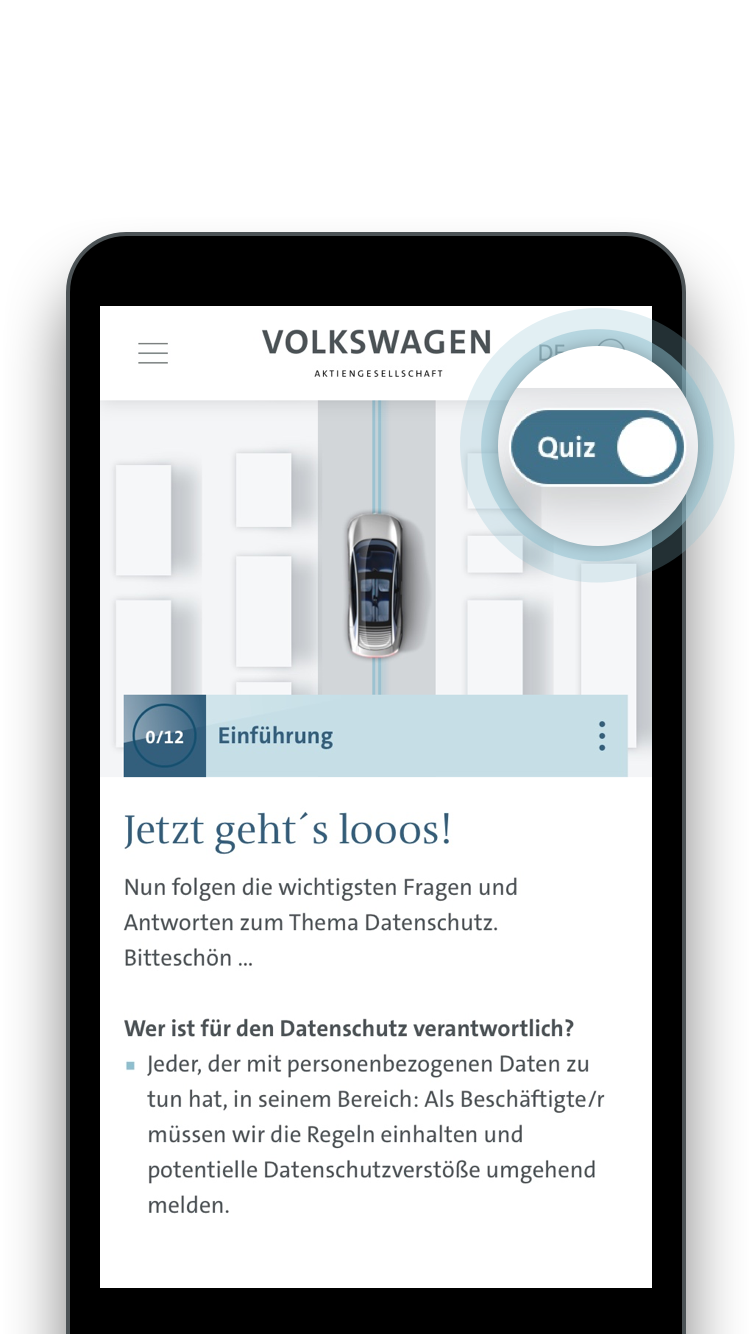 VOLKSWAGEN
AKTIENGESELLSCHAFT
DE
Quiz
0/12
Einführung
Jetzt geht´s looos!
Nun folgen die wichtigsten Fragen und
Antworten zum Thema Datenschutz.
Bitteschön ...
Wer ist für den Datenschutz verantwortlich?
Jeder, der mit personenbezogenen Daten zu
tun hat, in seinem Bereich: Als Beschäftigte/r
müssen wir die Regeln einhalten und
potentielle Datenschutzverstöße umgehend
melden.